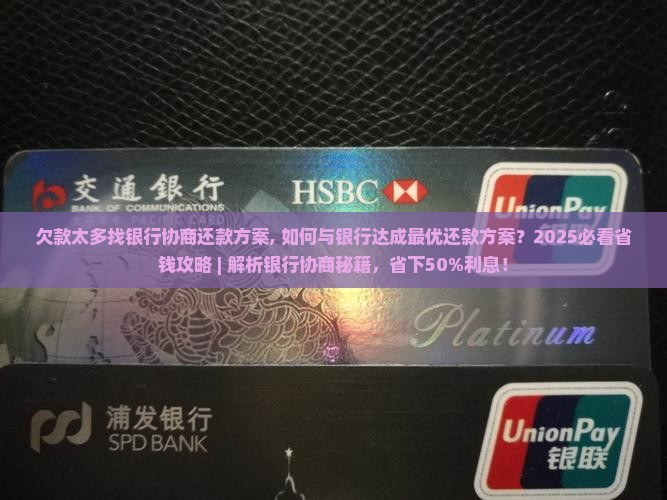 交通銀行
BANK OF COMMUNICATIONS
HSBC
UnionPay
CARD
欠款太多找银行协商还款方案, 如何与银行达成最优还款方案？2025必看省
钱攻略 | 解析银行协商秘籍，省下50%利息！
Platinum
浦发银行
SPD BANK
UnionPay
银联